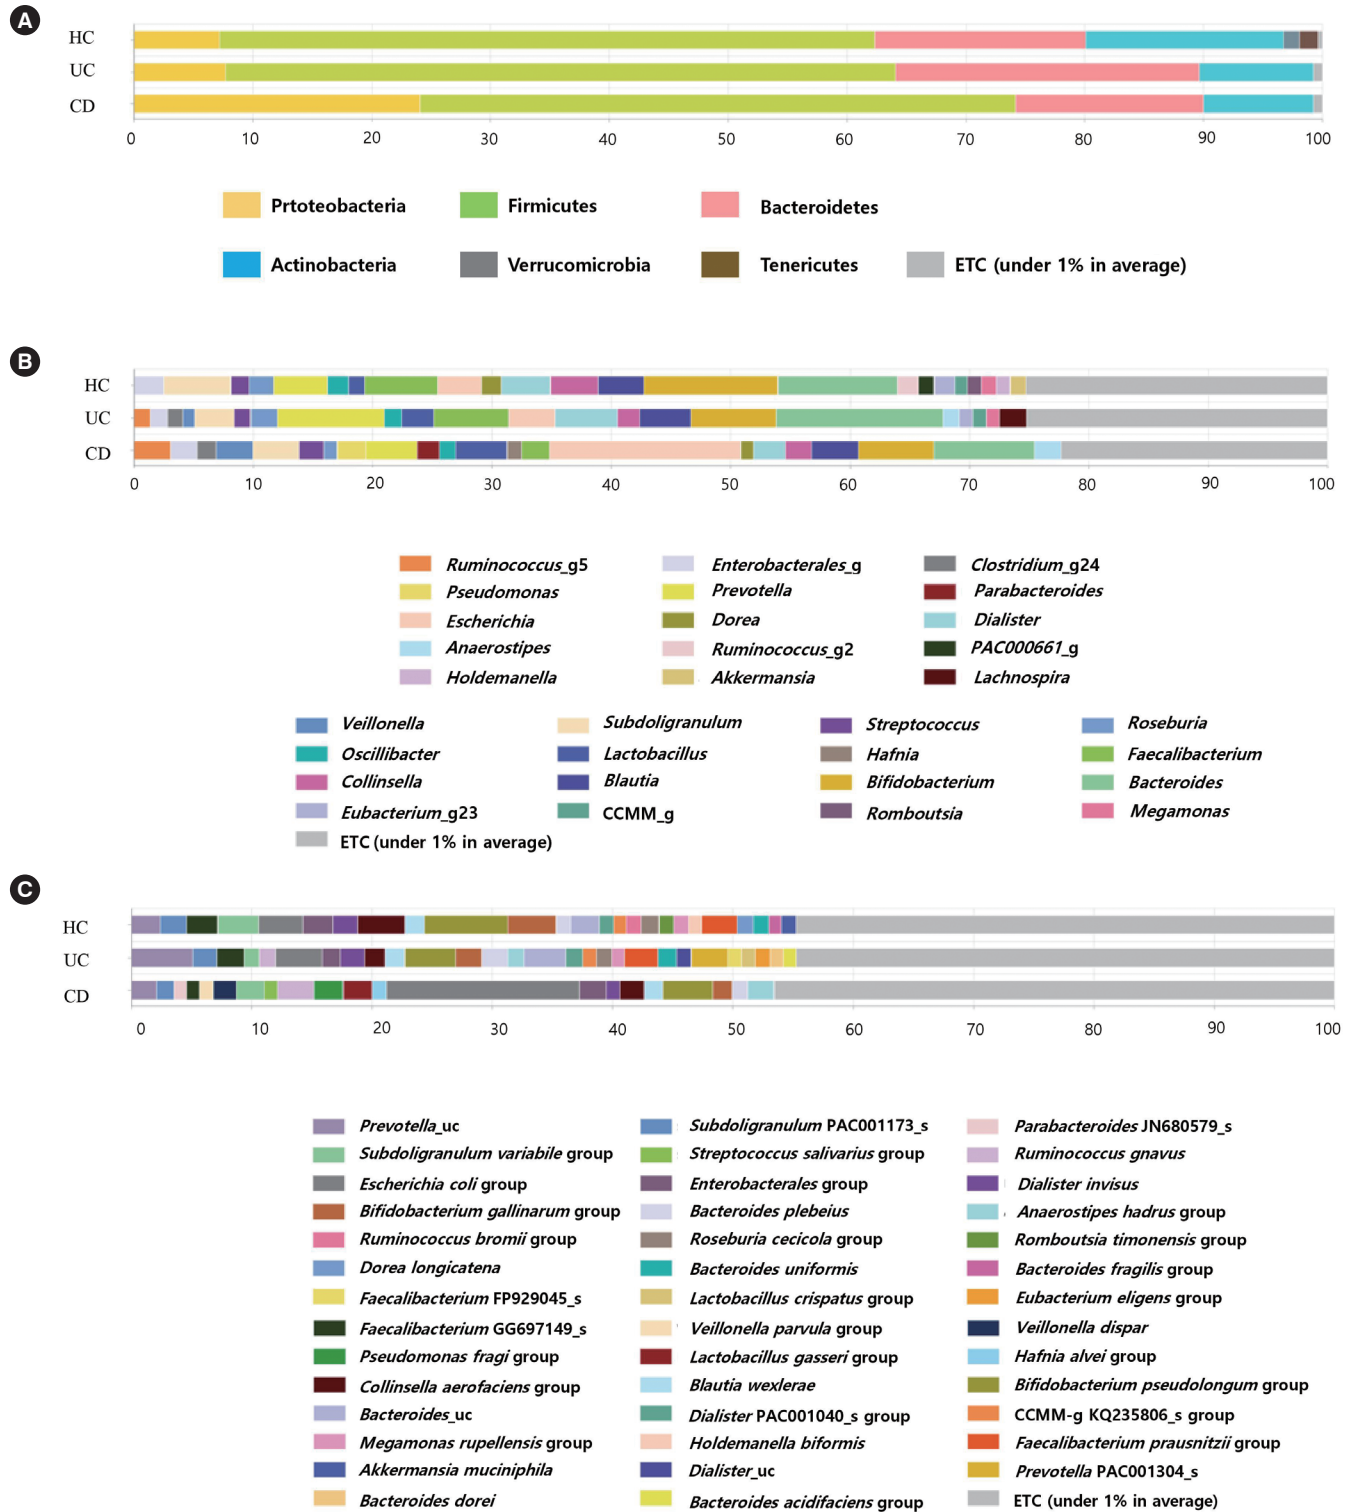 A
HC
UC
CD
0 10 20 30 40 50 60 70 80 90 100
Prtoteobacteria Firmicutes Bacteroidetes
Actinobacteria Verrucomicrobia Tenericutes ETC (under 1% in average)
B
HC
UC
CD
0 10 20 30 40 50 60 70 80 90 100
Ruminococcus_g5 Enterobacterales_g Clostridium_g24
Pseudomonas Prevotella Parabacteroides
Escherichia Dorea Dialister
Anaerostipes Ruminococcus_g2 PAC000661_g
Holdemanella Akkermansia Lachnospira
Veillonella Subdoligranulum Streptococcus Roseburia
Oscillibacter Lactobacillus Hafnia Faecalibacterium
Collinsella Blautia Bifidobacterium Bacteroides
Eubacterium_g23 CCMM_g Romboutsia Megamonas
ETC (under 1% in average)
C
HC
UC
CD
0 10 20 30 40 50 60 70 80 90 100
Prevotella_uc Subdoligranulum PAC001173_s Parabacteroides JN680579_s
Subdoligranulum variabile group Streptococcus salivarius group Ruminococcus gnavus
Escherichia coli group Enterobacterales group Dialister invisus
Bifidobacterium gallinarum group Bacteroides plebeius Anaerostipes hadrus group
Ruminococcus bromii group Roseburia cecicola group Romboutsia timonensis group
Dorea longicatena Bacteroides uniformis Bacteroides fragilis group
Faecalibacterium FP929045_s Lactobacillus crispatus group Eubacterium eligens group
Faecalibacterium GG697149_s Veillonella parvula group Veillonella dispar
Pseudomonas fragi group Lactobacillus gasseri group Hafnia alvei group
Collinsella aerofaciens group Blautia wexlerae Bifidobacterium pseudolongum group
Bacteroides_uc Dialister PAC001040_s group CCMM-g KQ235806_s group
Megamonas rupellensis group Holdemanella biformis Faecalibacterium prausnitzii group
Akkermansia muciniphila Dialister_uc Prevotella PAC001304_s
Bacteroides dorei Bacteroides acidifaciens group ETC (under 1% in average)